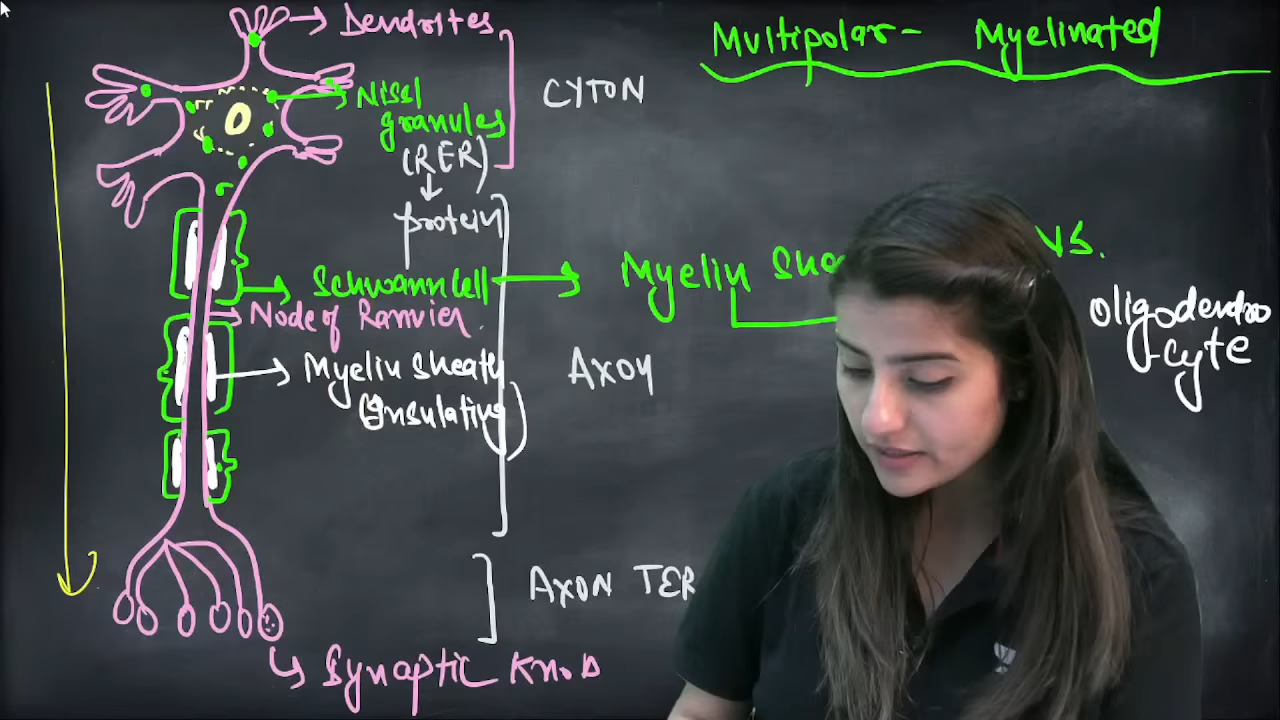 Dendrites
Multipolar - Myelinated
CYTON
Nissl
granules
(RER)
protein
Schwann Cell
Myelin
VS.
Node of Ranvier.
Oligodendro
-cyte
Myelin Sheath
(Insulating)
Axon
AXON TER
Synaptic Knob